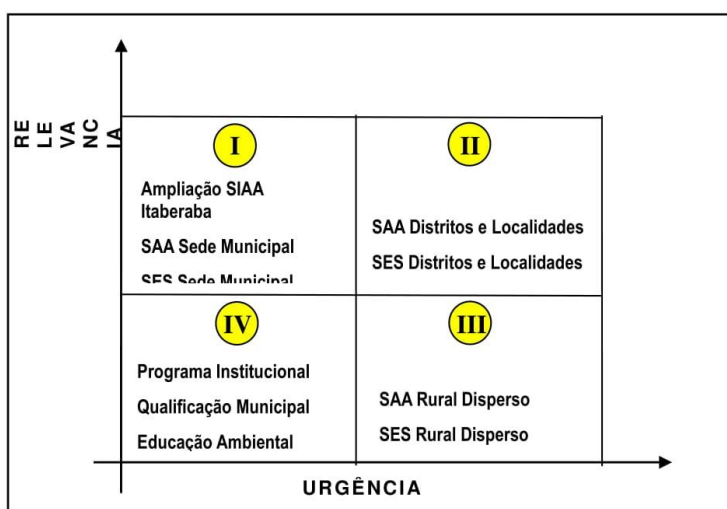 RE
LE
VA
NC
IA
I
Ampliação SIAA
Itaberaba
SAA Sede Municipal
SES Sede Municipal
II
SAA Distritos e Localidades
SES Distritos e Localidades
IV
Programa Institucional
Qualificação Municipal
Educação Ambiental
III
SAA Rural Disperso
SES Rural Disperso
URGÊNCIA